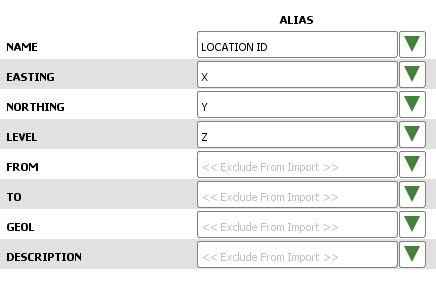 ALIAS
NAME LOCATION ID
EASTING X
NORTHING Y
LEVEL Z
FROM << Exclude From Import >>
TO << Exclude From Import >>
GEOL << Exclude From Import >>
DESCRIPTION << Exclude From Import >>